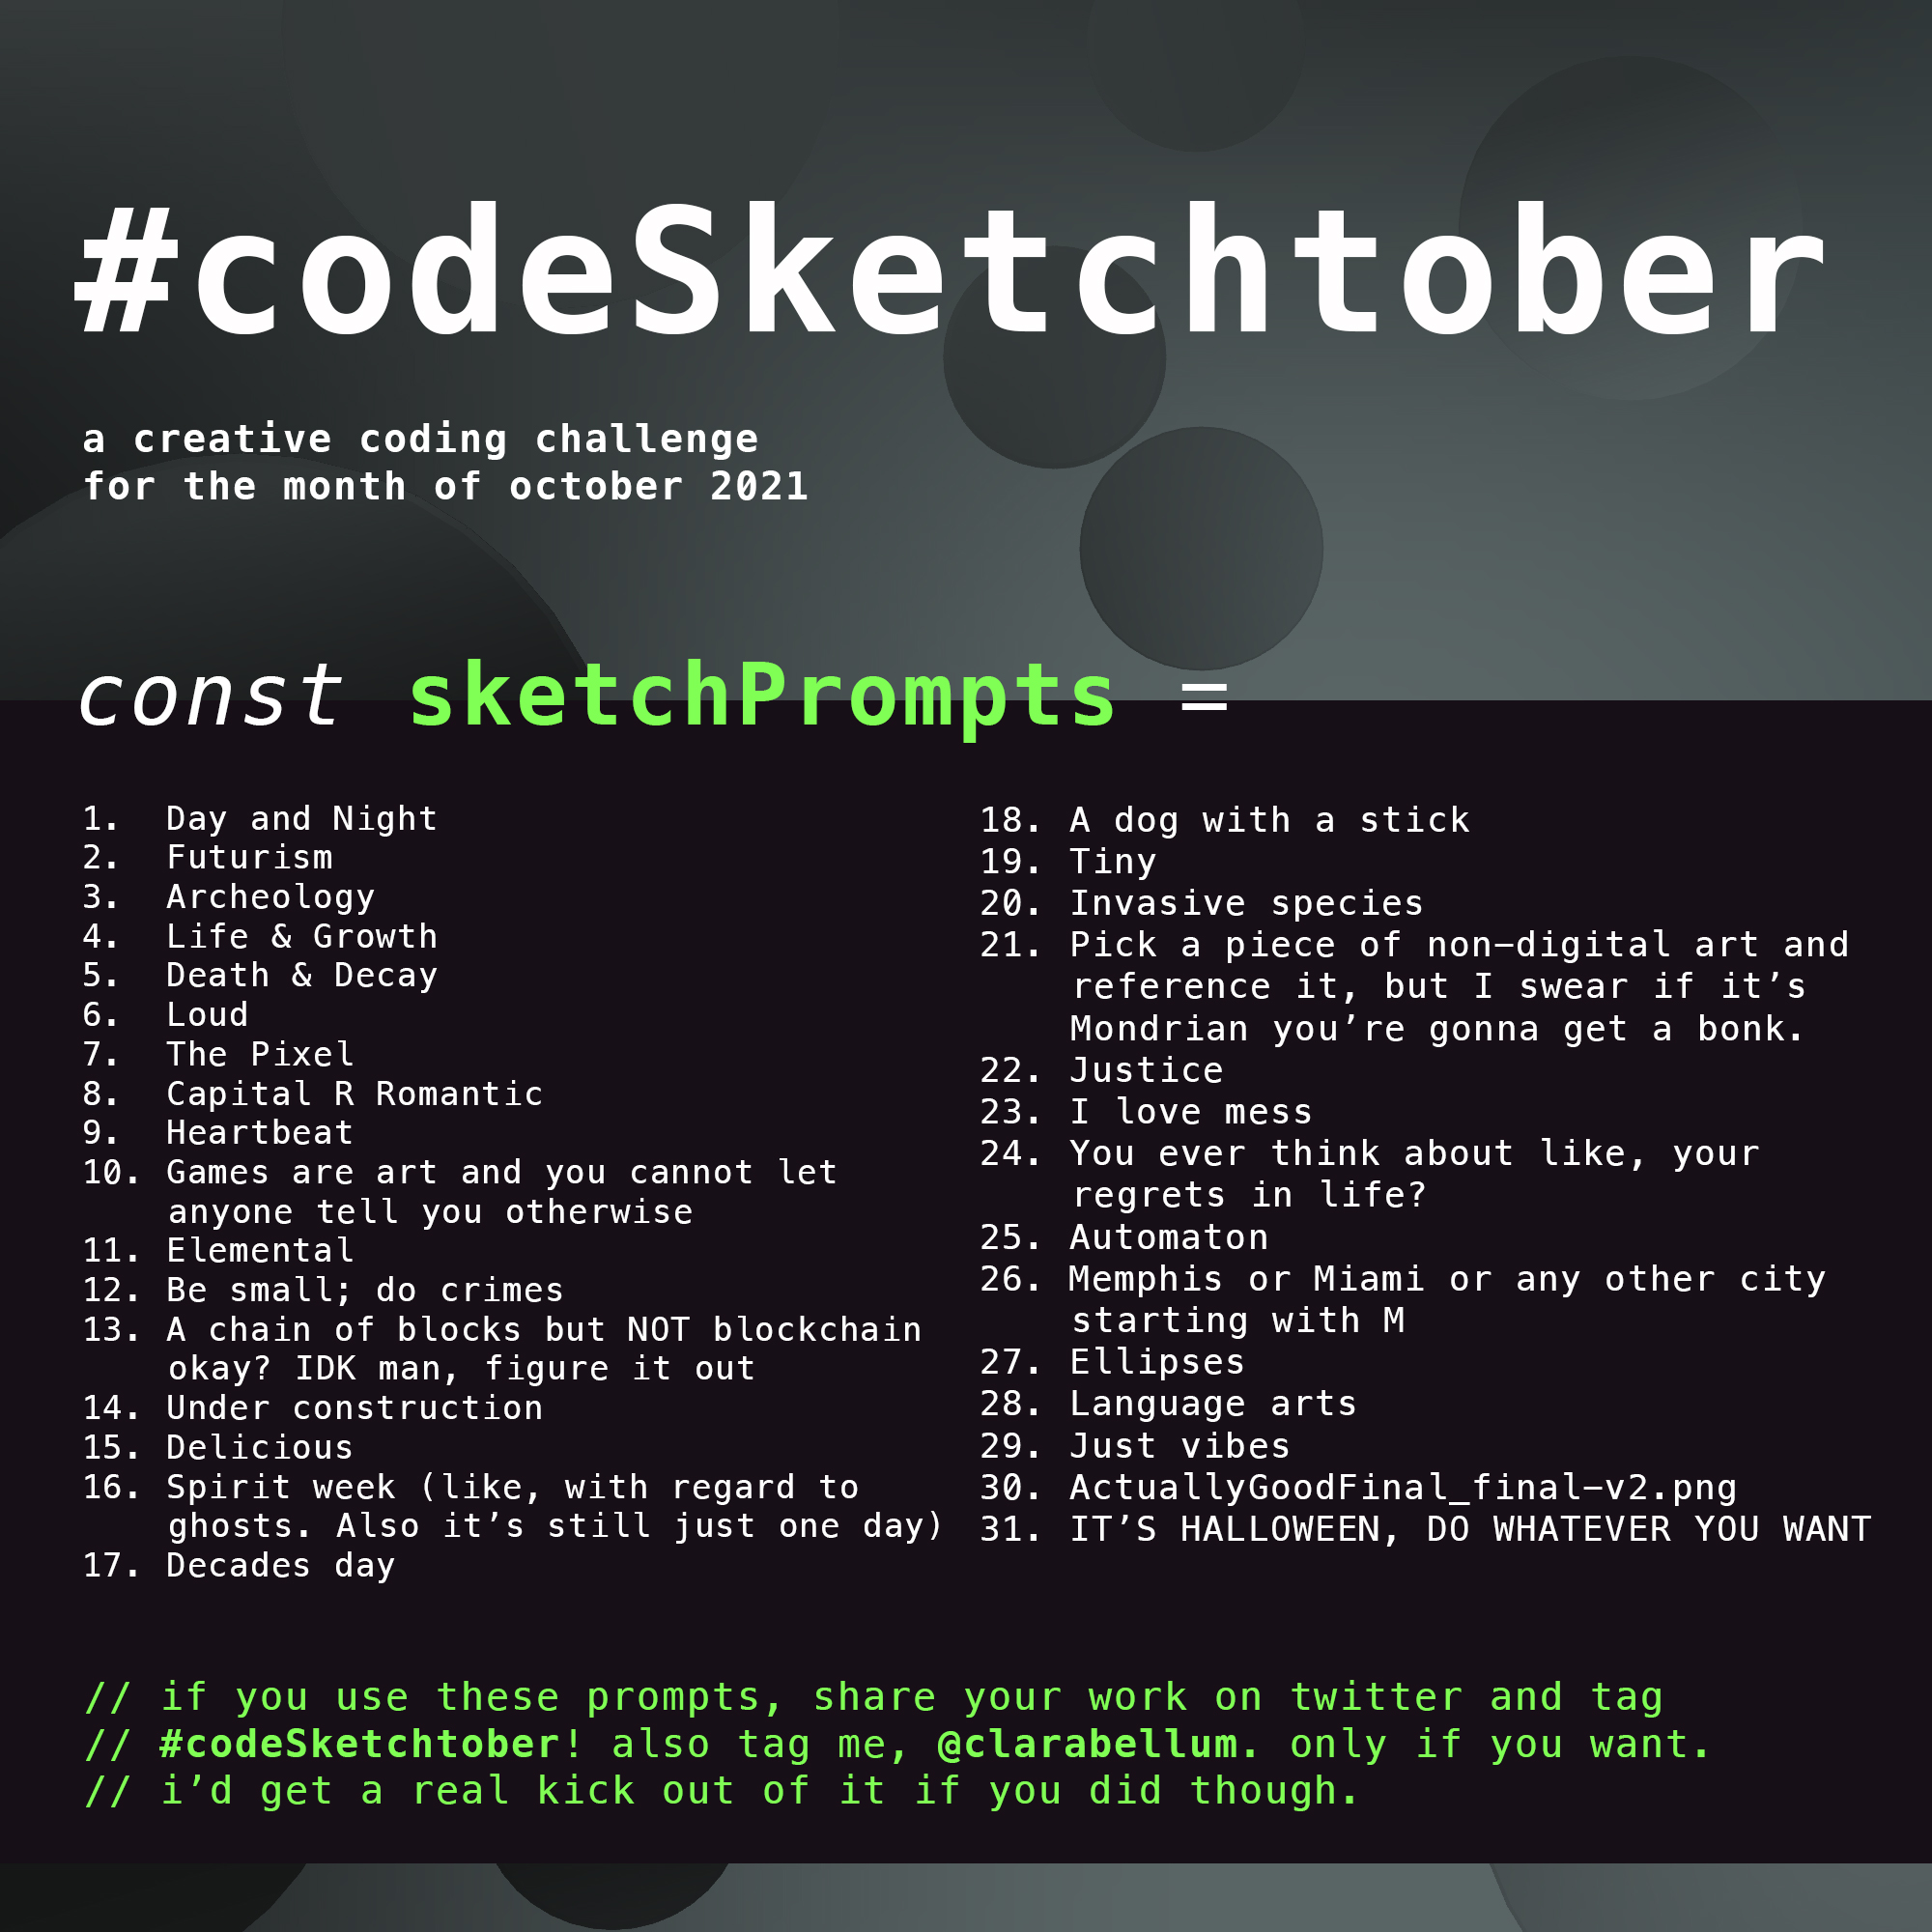 #codeSketchtober
a creative coding challenge
for the month of october 2021
const sketchPrompts =
1. Day and Night
2. Futurism
3. Archeology
4. Life & Growth
5. Death & Decay
6. Loud
7. The Pixel
8. Capital R Romantic
9. Heartbeat
10. Games are art and you cannot let
anyone tell you otherwise
11. Elemental
12. Be small; do crimes
13. A chain of blocks but NOT blockchain
okay? IDK man, figure it out
14. Under construction
15. Delicious
16. Spirit week (like, with regard to
ghosts. Also it’s still just one day)
17. Decades day
18. A dog with a stick
19. Tiny
20. Invasive species
21. Pick a piece of non-digital art and
reference it, but I swear if it’s
Mondrian you’re gonna get a bonk.
22. Justice
23. I love mess
24. You ever think about like, your
regrets in life?
25. Automaton
26. Memphis or Miami or any other city
starting with M
27. Ellipses
28. Language arts
29. Just vibes
30. ActuallyGoodFinal_final-v2.png
31. IT’S HALLOWEEN, DO WHATEVER YOU WANT
// if you use these prompts, share your work on twitter and tag
// #codeSketchtober! also tag me, @clarabellum. only if you want.
// i’d get a real kick out of it if you did though.